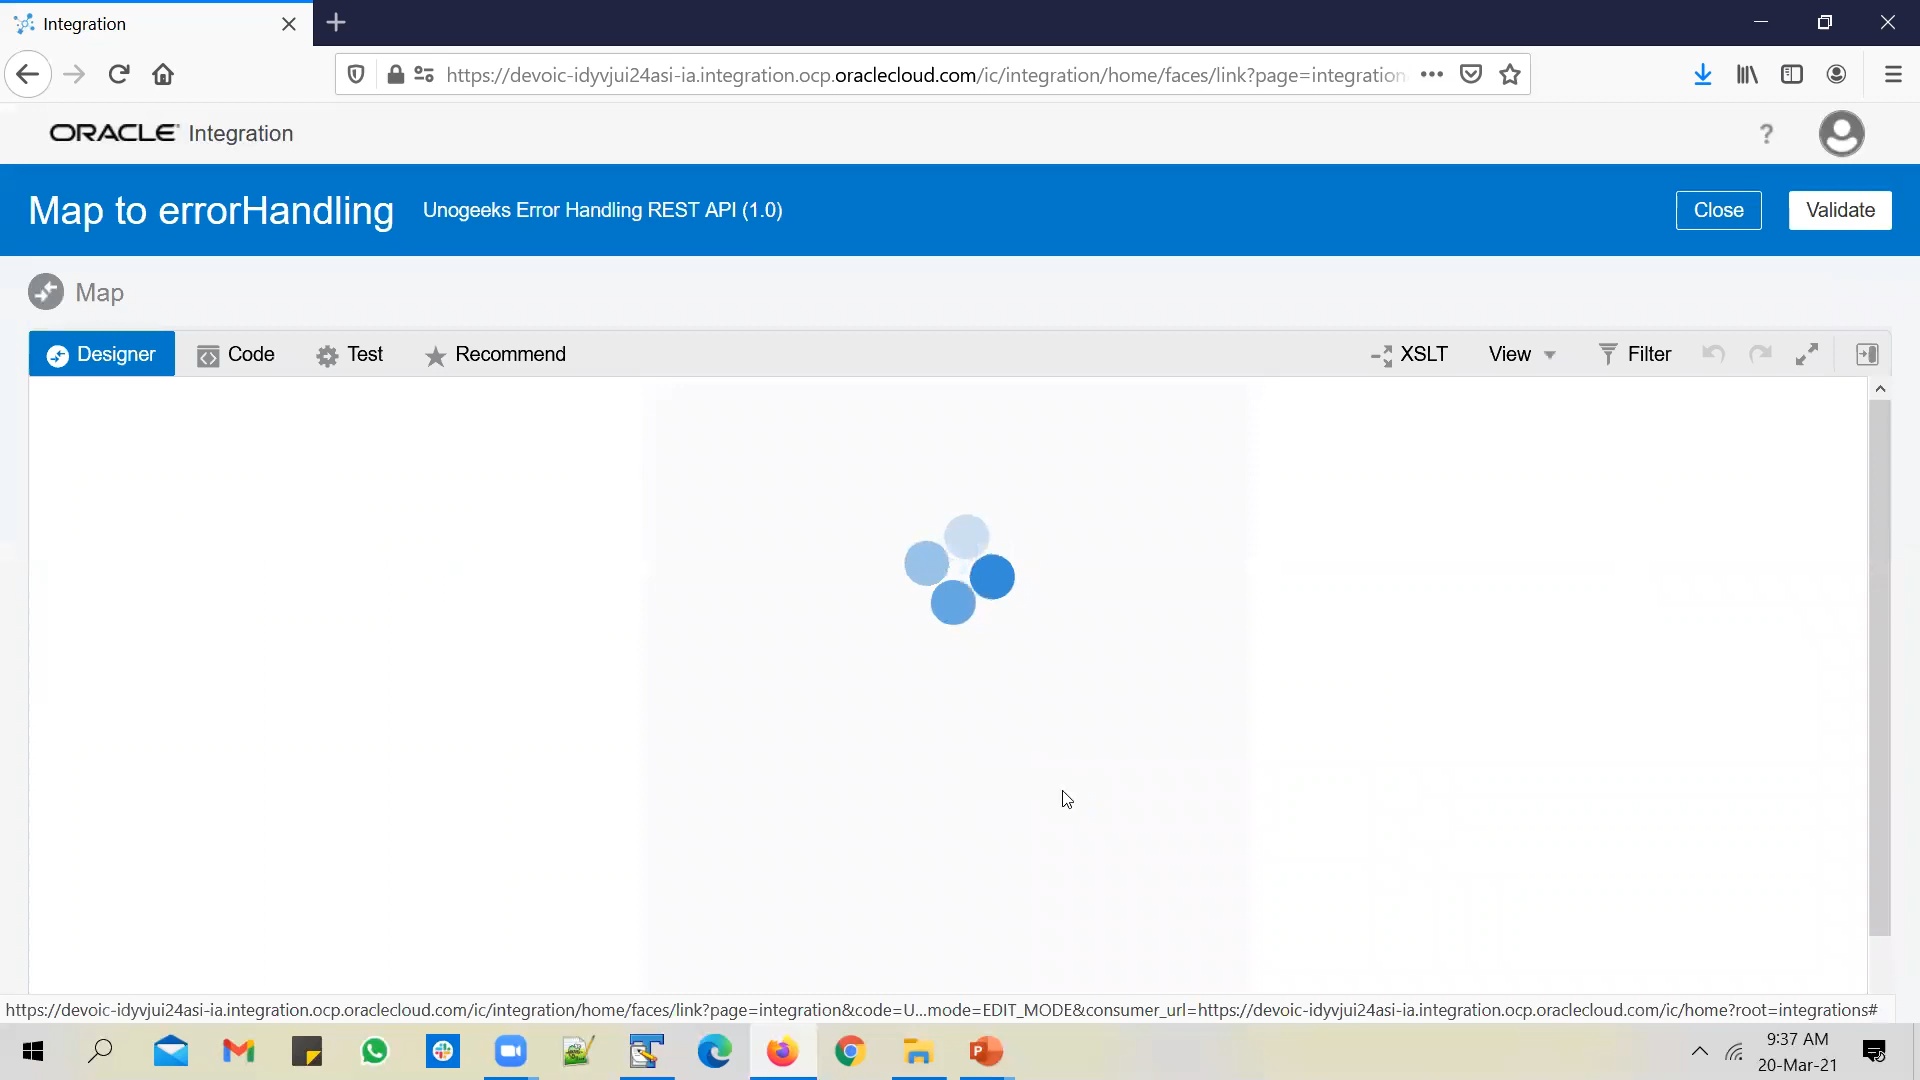 Integration
https://devoic-idyvjui24asi-ia.integration.ocp.oraclecloud.com/ic/integration/home/faces/link?page=integration
ORACLE Integration
?
Map to errorHandling Unogeeks Error Handling REST API (1.0) Close Validate
Map
Designer Code Test Recommend XSLT View Filter
https://devoic-idyvjui24asi-ia.integration.ocp.oraclecloud.com/ic/integration/home/faces/link?page=integration&code=U...mode=EDIT_MODE&consumer_url=https://devoic-idyvjui24asi-ia.integration.ocp.oraclecloud.com/ic/home?root=integrations#
9:37 AM
20-Mar-21